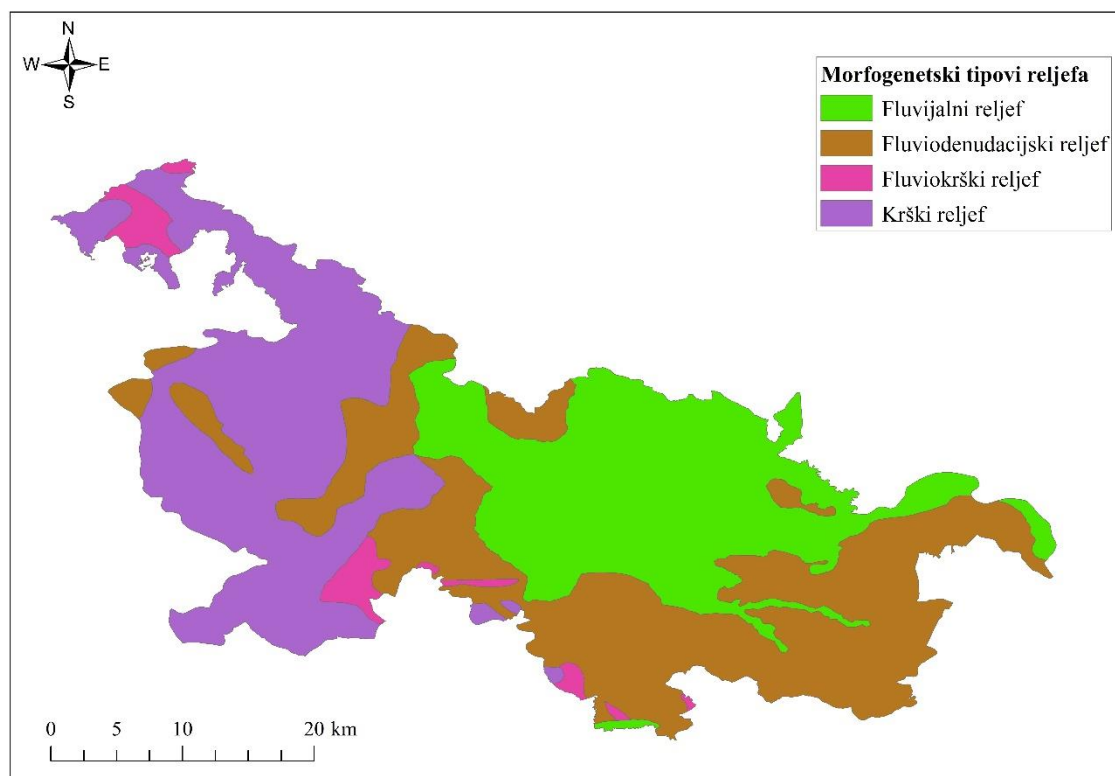 N
W E
S
Morfogenetski tipovi reljefa
Fluvijalni reljef
Fluviodenudacijski reljef
Fluviokrški reljef
Krški reljef
0 5 10 20 km